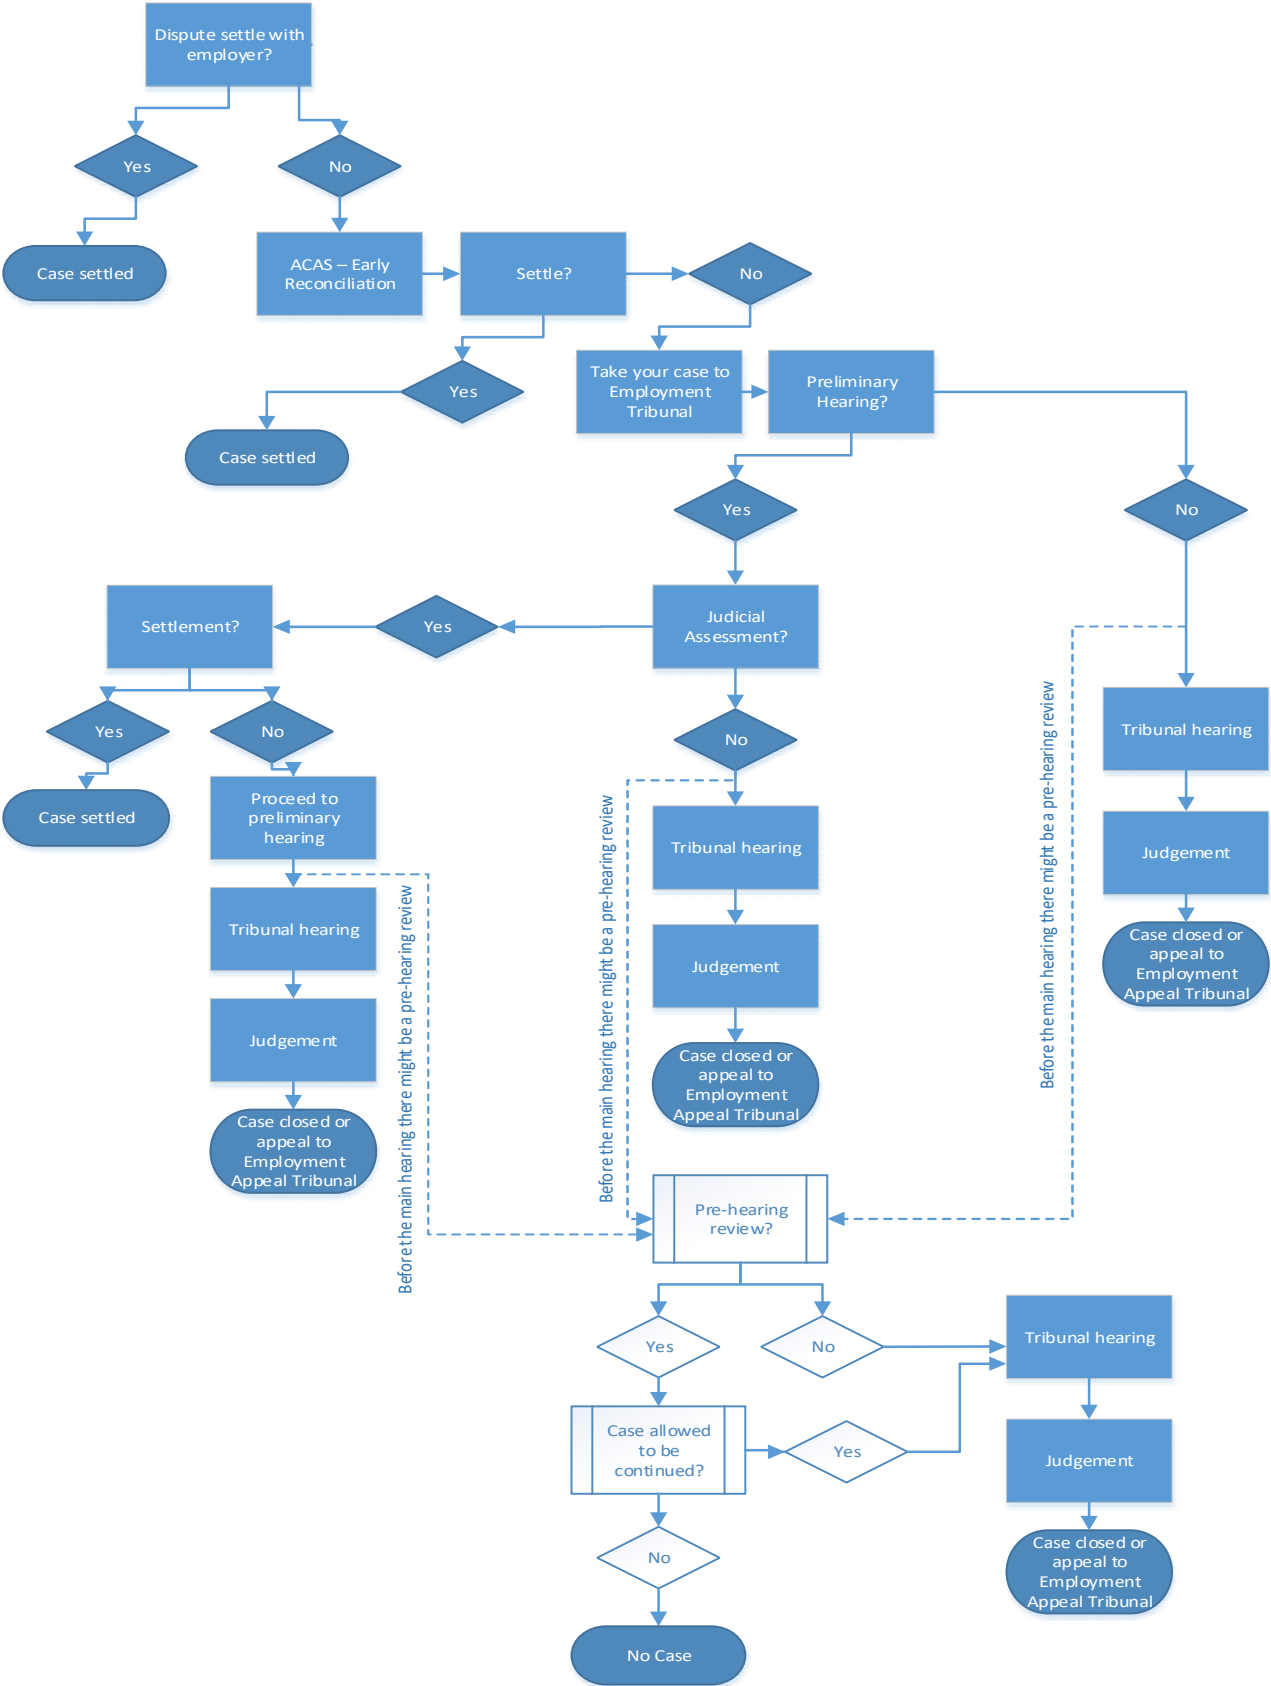 Dispute settle with
employer?
Yes
No
Case settled
ACAS – Early
Reconciliation
Settle?
No
Yes
Take your case to
Employment
Tribunal
Preliminary
Hearing?
Case settled
Yes
No
Settlement?
Yes
Judicial
Assessment?
Yes
No
No
Tribunal hearing
Case settled
Proceed to
preliminary
hearing
Tribunal hearing
Judgement
Before the main hearing there might be a pre-hearing review
Before the main hearing there might be a pre-hearing review
Before the main hearing there might be a pre-hearing review
Tribunal hearing
Judgement
Case closed or
appeal to
Employment
Appeal Tribunal
Judgement
Case closed or
appeal to
Employment
Appeal Tribunal
Case closed or
appeal to
Employment
Appeal Tribunal
Pre-hearing
review?
Yes
No
Tribunal hearing
Case allowed
to be
continued?
Yes
Judgement
No
Case closed or
appeal to
Employment
Appeal Tribunal
No Case